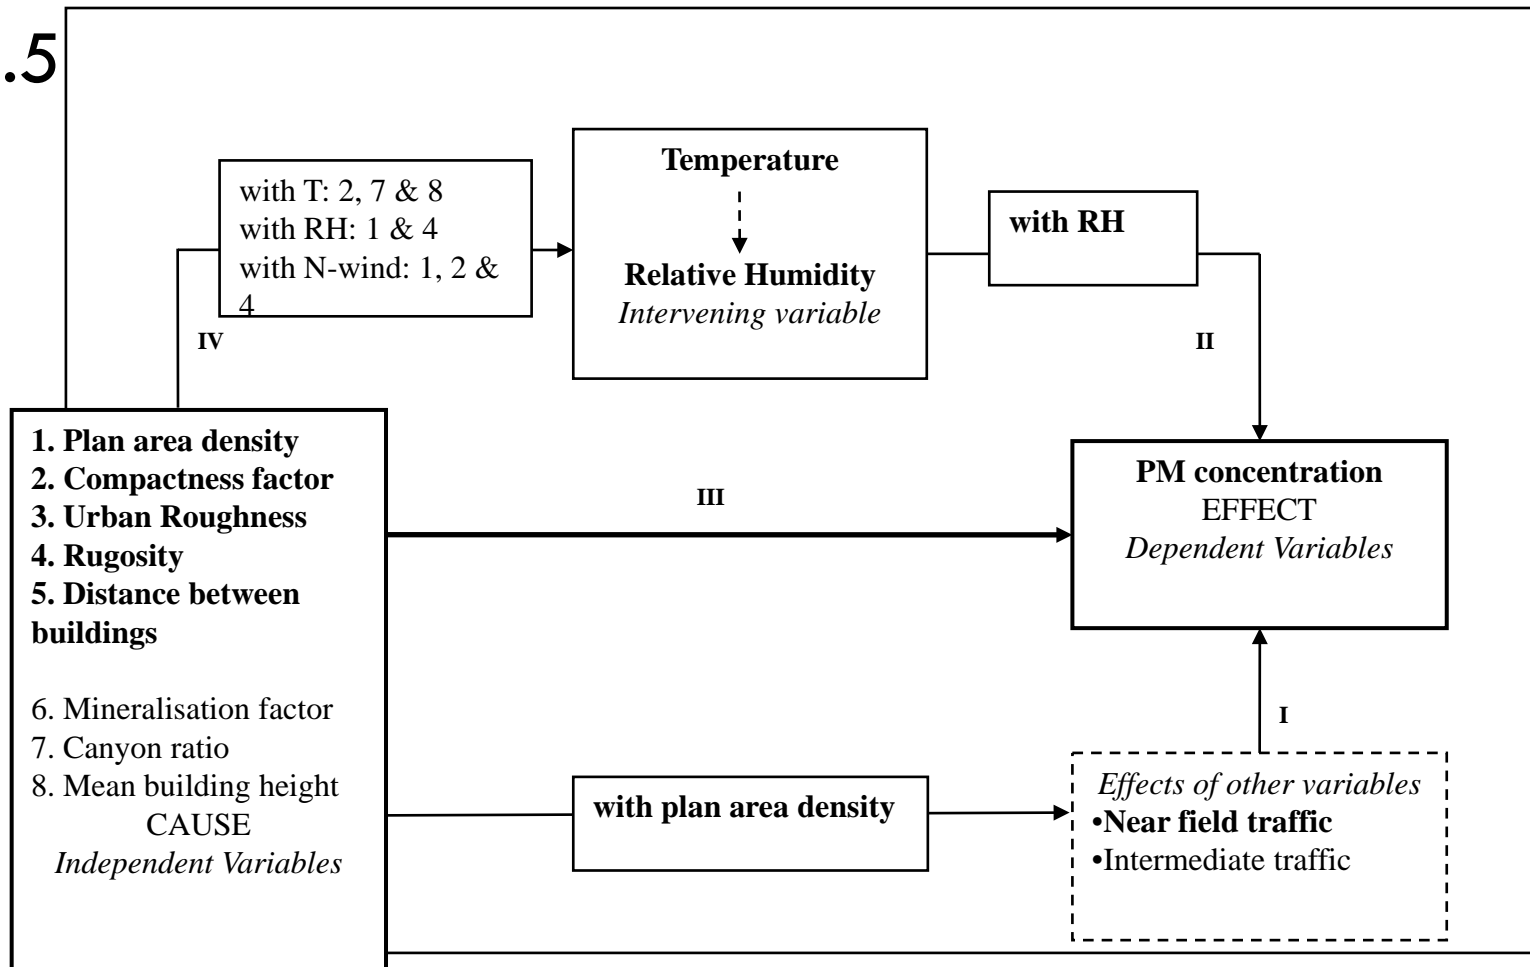 .5
with T: 2, 7 & 8
with RH: 1 & 4
with N-wind: 1, 2 &
4
Temperature
Relative Humidity
Intervening variable
with RH
IV
II
1. Plan area density
2. Compactness factor
3. Urban Roughness
4. Rugosity
5. Distance between
buildings
6. Mineralisation factor
7. Canyon ratio
8. Mean building height
CAUSE
Independent Variables
III
PM concentration
EFFECT
Dependent Variables
I
with plan area density
Effects of other variables
•Near field traffic
•Intermediate traffic